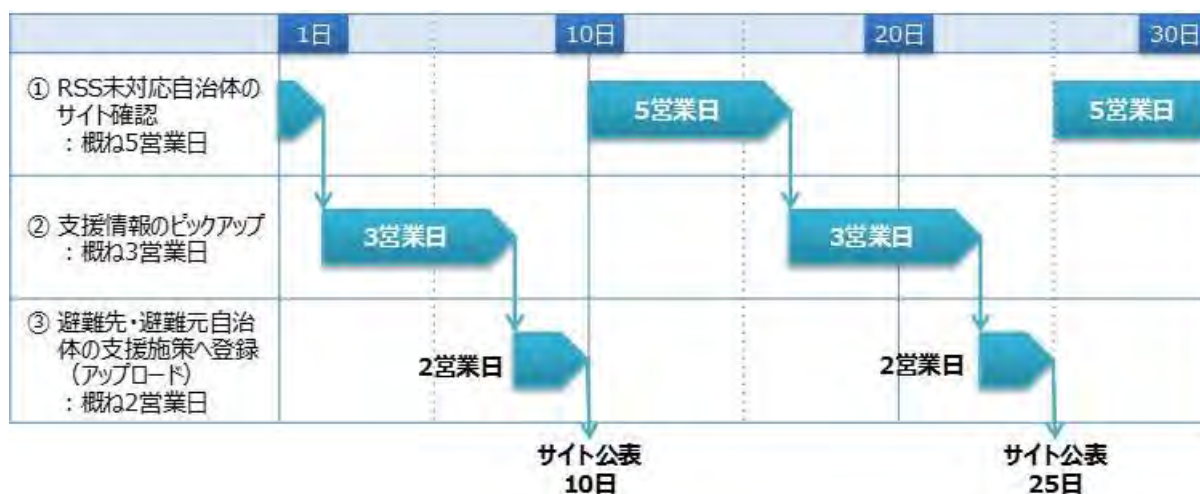 1日 10日 20日 30日
① RSS未対応自治体の
サイト確認
：概ね5営業日
5営業日 5営業日
② 支援情報のピックアップ
：概ね3営業日
3営業日 3営業日
③ 避難先・避難元自治
体の支援施策へ登録
（アップロード）
：概ね2営業日
2営業日 2営業日
サイト公表 サイト公表
10日 25日